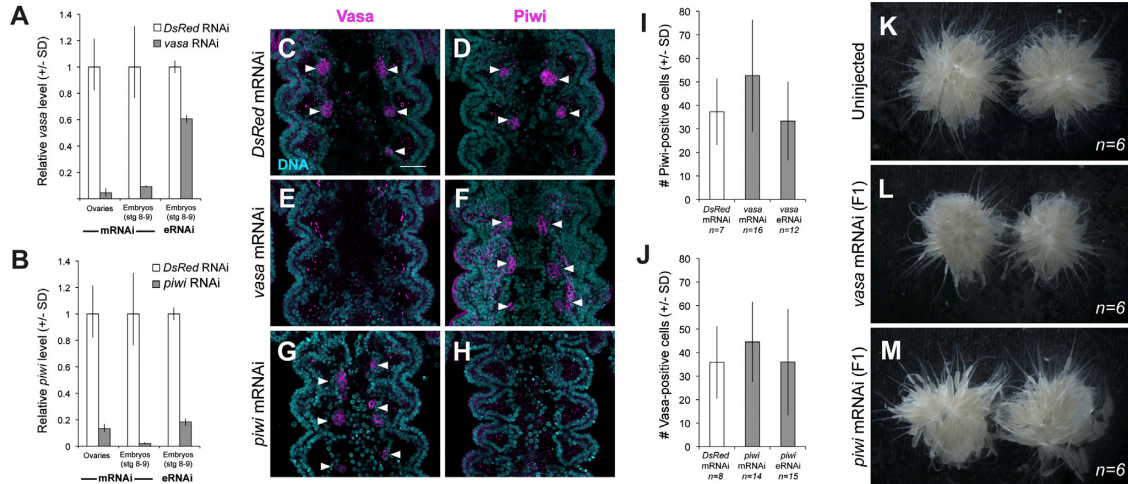 A
DsRed RNAi
vasa RNAi
Relative vasa level (+/- SD)
1.4
1.2
1
0.8
0.6
0.4
0.2
Ovaries
Embryos
(stg 8-9)
Embryos
(stg 8-9)
mRNAi
eRNAi
B
DsRed RNAi
piwi RNAi
Relative piwi level (+/- SD)
1.4
1.2
1
0.8
0.6
0.4
0.2
0
Ovaries
Embryos
(stg 8-9)
Embryos
(stg 8-9)
mRNAi
eRNAi
Vasa
Piwi
DsRed mRNAi
C
DNA
D
vasa mRNAi
E
F
piwi mRNAi
G
H
I
# Piwi-positive cells (+/- SD)
80
70
60
50
40
30
20
10
0
DsRed
mRNAi
n=7
vasa
mRNAi
n=16
vasa
eRNAi
n=12
J
# Vasa-positive cells (+/- SD)
80
70
60
50
40
30
20
10
0
DsRed
mRNAi
n=8
piwi
mRNAi
n=14
piwi
eRNAi
n=15
Uninjected
K
n=6
vasa mRNAi (F1)
L
n=6
piwi mRNAi (F1)
M
n=6